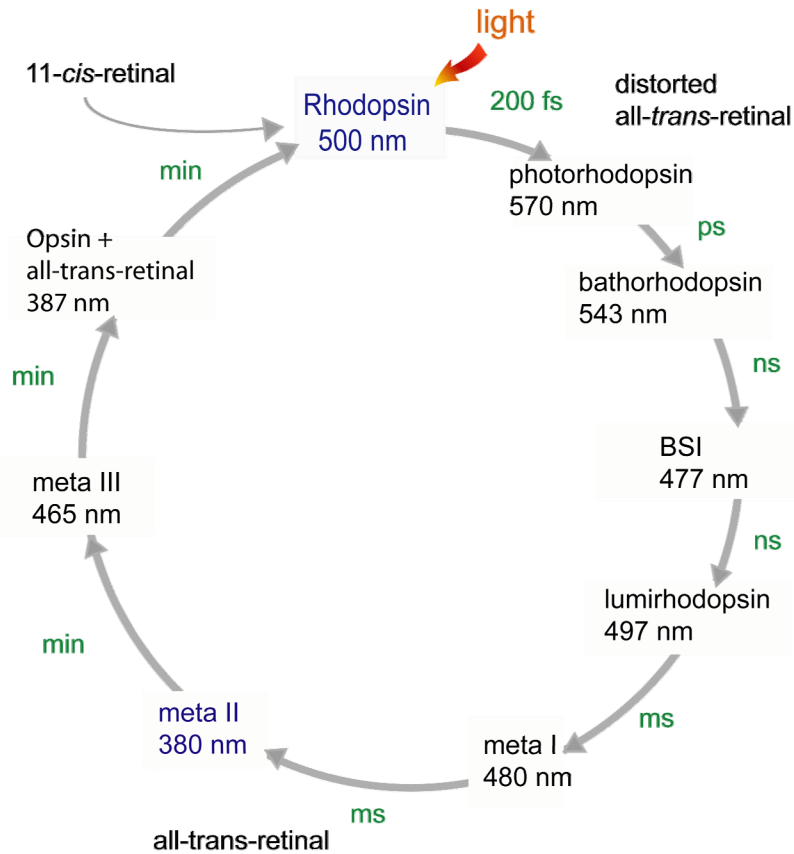 light
11-cis-retinal
Rhodopsin
500 nm
200 fs
distorted
all-trans-retinal
photorhodopsin
570 nm
ps
bathorhodopsin
543 nm
ns
BSI
477 nm
ns
lumirhodopsin
497 nm
ms
meta I
480 nm
ms
all-trans-retinal
meta II
380 nm
min
meta III
465 nm
min
Opsin +
all-trans-retinal
387 nm
min